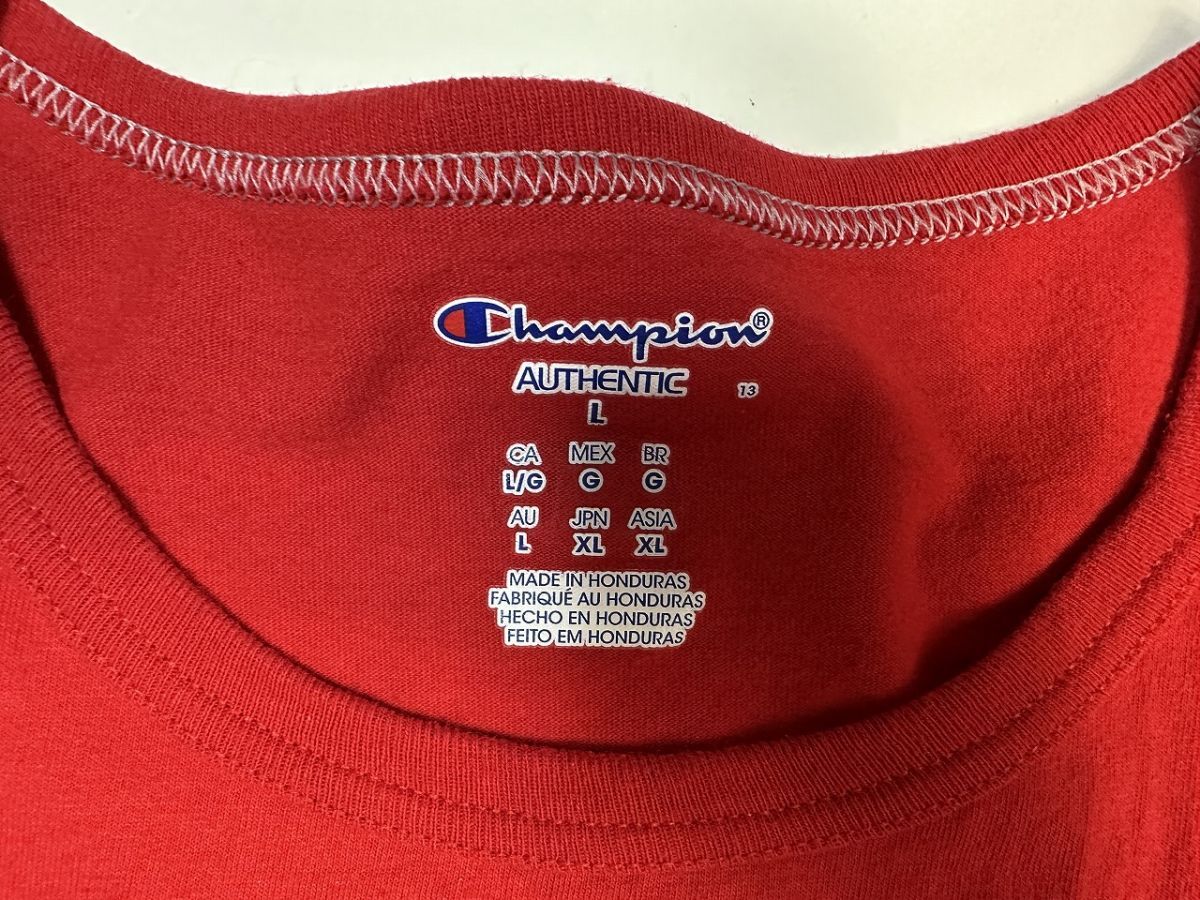 Champion®
AUTHENTIC 13
L
CA MEX BR
L/G G G
AU JPN ASIA
L XL XL
MADE IN HONDURAS
FABRIQUÉ AU HONDURAS
HECHO EN HONDURAS
FEITO EM HONDURAS